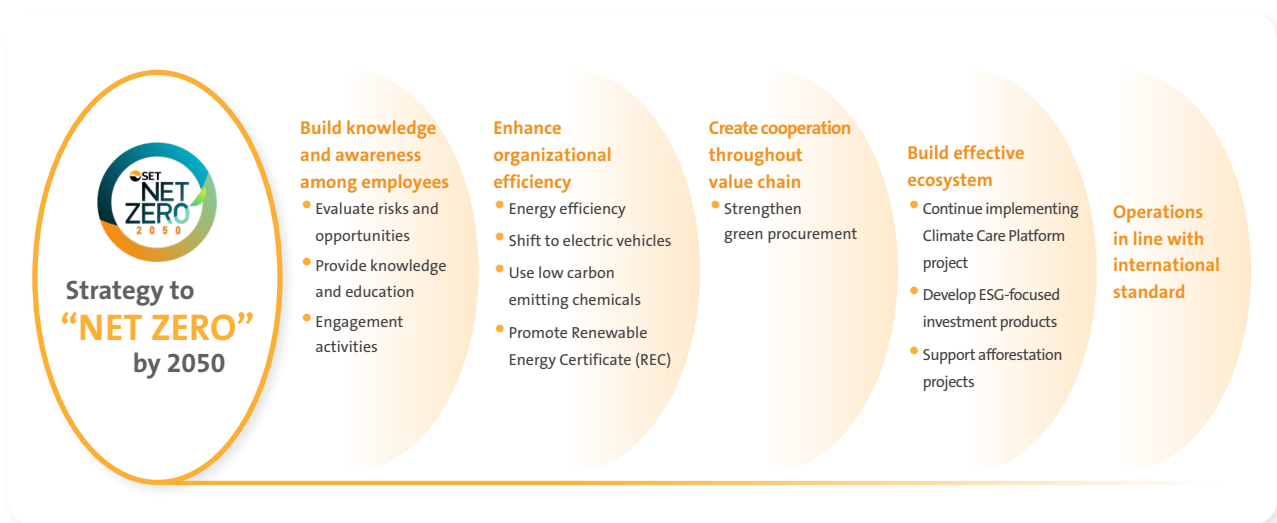 SET
NET
ZERO
2050
Strategy to
“NET ZERO”
by 2050
Build knowledge
and awareness
among employees
• Evaluate risks and
opportunities
• Provide knowledge
and education
• Engagement
activities
Enhance
organizational
efficiency
• Energy efficiency
• Shift to electric vehicles
• Use low carbon
emitting chemicals
• Promote Renewable
Energy Certificate (REC)
Create cooperation
throughout
value chain
• Strengthen
green procurement
Build effective
ecosystem
• Continue implementing
Climate Care Platform
project
• Develop ESG-focused
investment products
• Support afforestation
projects
Operations
in line with
international
standard